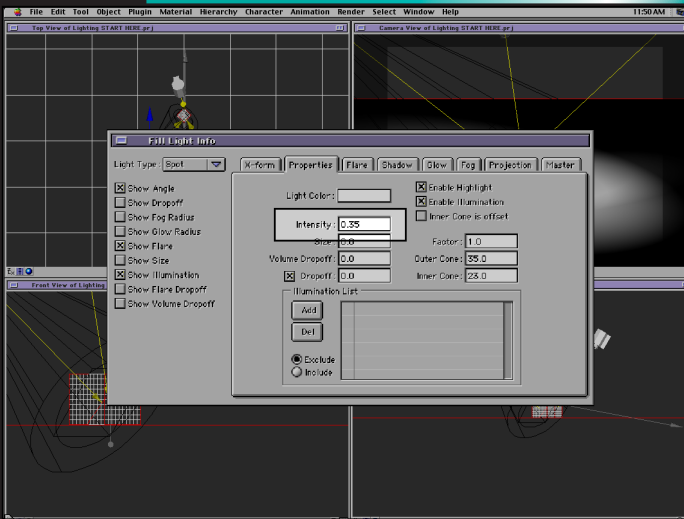 File Edit Tool Object Plugin Material Hierarchy Character Animation Render Select Window Help 11:50 AM
Top View of Lighting START HERE.prj
Camera View of Lighting START HERE.prj
Fill Light Info
Light Type: Spot
X-form Properties Flare Shadow Glow Fog Projection Master
Show Angle
Show Dropoff
Show Fog Radius
Show Glow Radius
Show Flare
Show Size
Show Illumination
Show Flare Dropoff
Show Volume Dropoff
Light Color:
Enable Highlight
Enable Illumination
Inner Cone is offset
Intensity: 0.35
Size: 0.0
Factor: 1.0
Volume Dropoff: 0.0
Outer Cone: 35.0
Dropoff: 0.0
Inner Cone: 23.0
Illumination List
Add
Del
Exclude
Include
Front View of Lighting